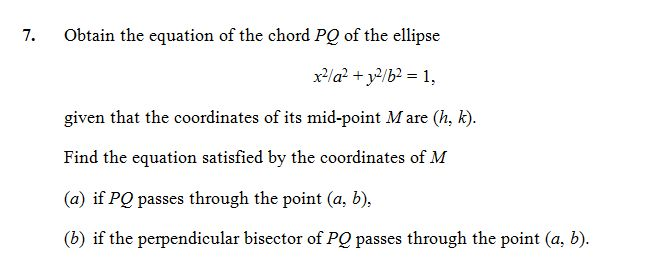 7. Obtain the equation of the chord PQ of the ellipse
x²/a² + y²/b² = 1,
given that the coordinates of its mid-point M are (h, k).
Find the equation satisfied by the coordinates of M
(a) if PQ passes through the point (a, b),
(b) if the perpendicular bisector of PQ passes through the point (a, b).